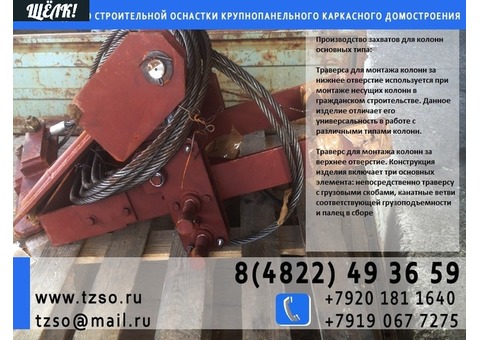 ЩЁЛК!
О СТРОИТЕЛЬНОЙ ОСНАСТКИ КРУПНОПАНЕЛЬНОГО КАРКАСНОГО ДОМОСТРОЕНИЯ
Производство захватов для колонн
основных типа:
Траверса для монтажа колонн за
нижнее отверстие используется при
монтаже несущих колонн в
гражданском строительстве. Данное
изделие отличает его
универсальность в работе с
различными типами колонн.
Траверс для монтажа колонн за
верхнее отверстие. Конструкция
изделия включает три основных
элемента: непосредственно траверсу
с грузовыми скобами, канатные ветви
соответствующей грузоподъемности
и палец в сборе
8(4822) 49 36 59
www.tzso.ru
+7920 181 1640
tzso@mail.ru
+7919 067 7275